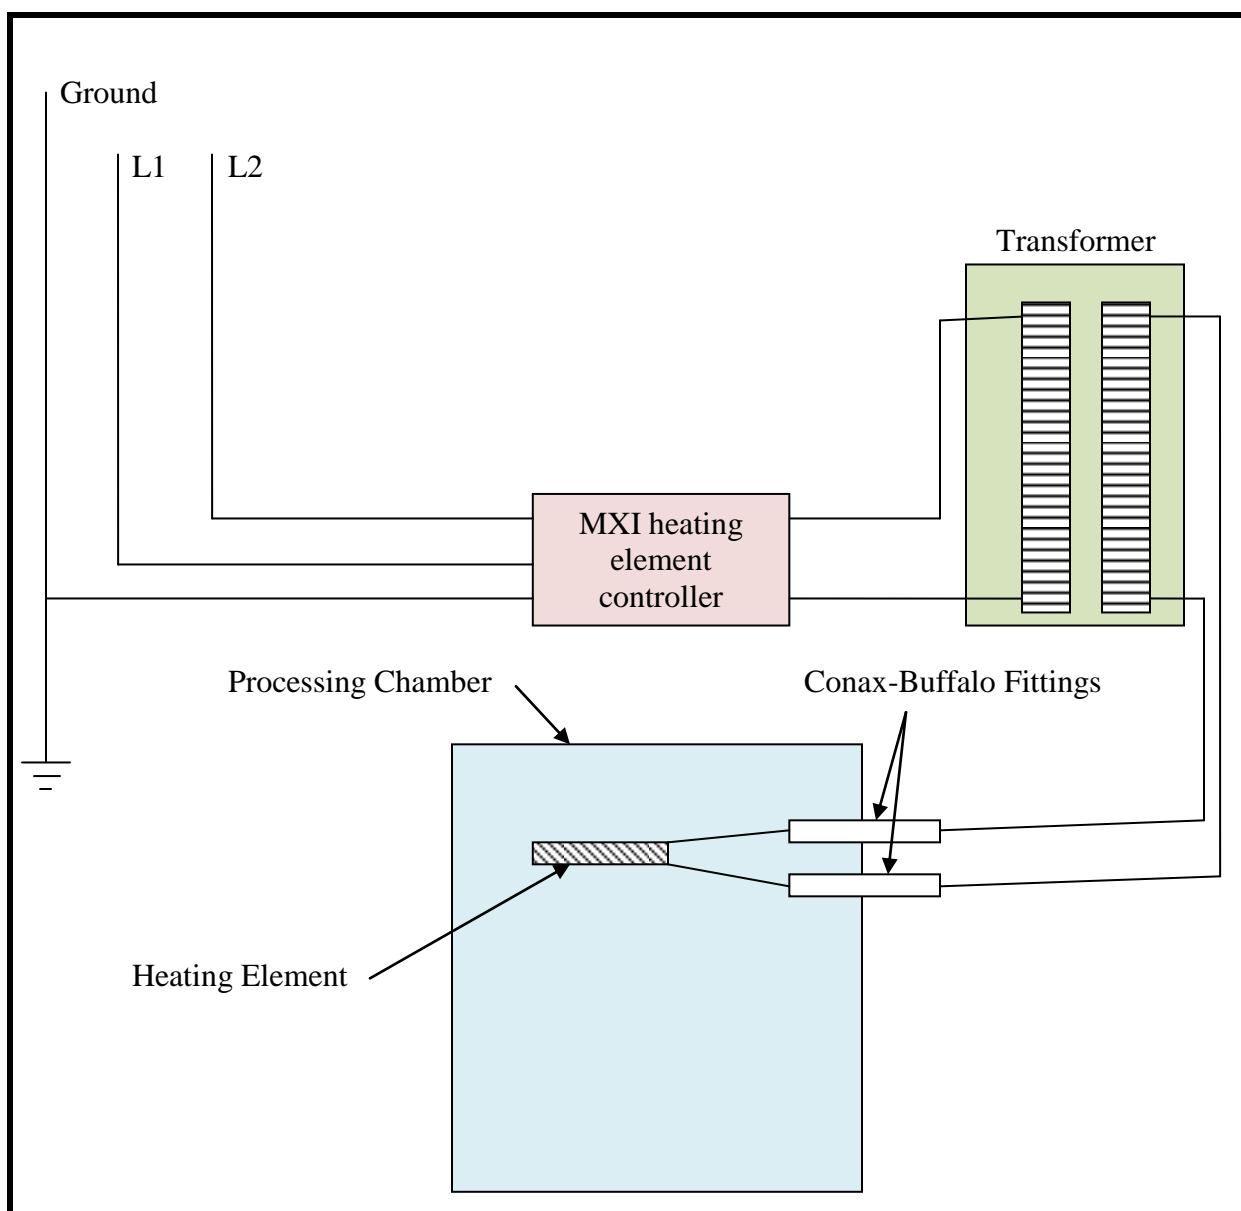 Ground
L1
L2
Transformer
MXI heating
element
controller
Processing Chamber
Conax-Buffalo Fittings
Heating Element